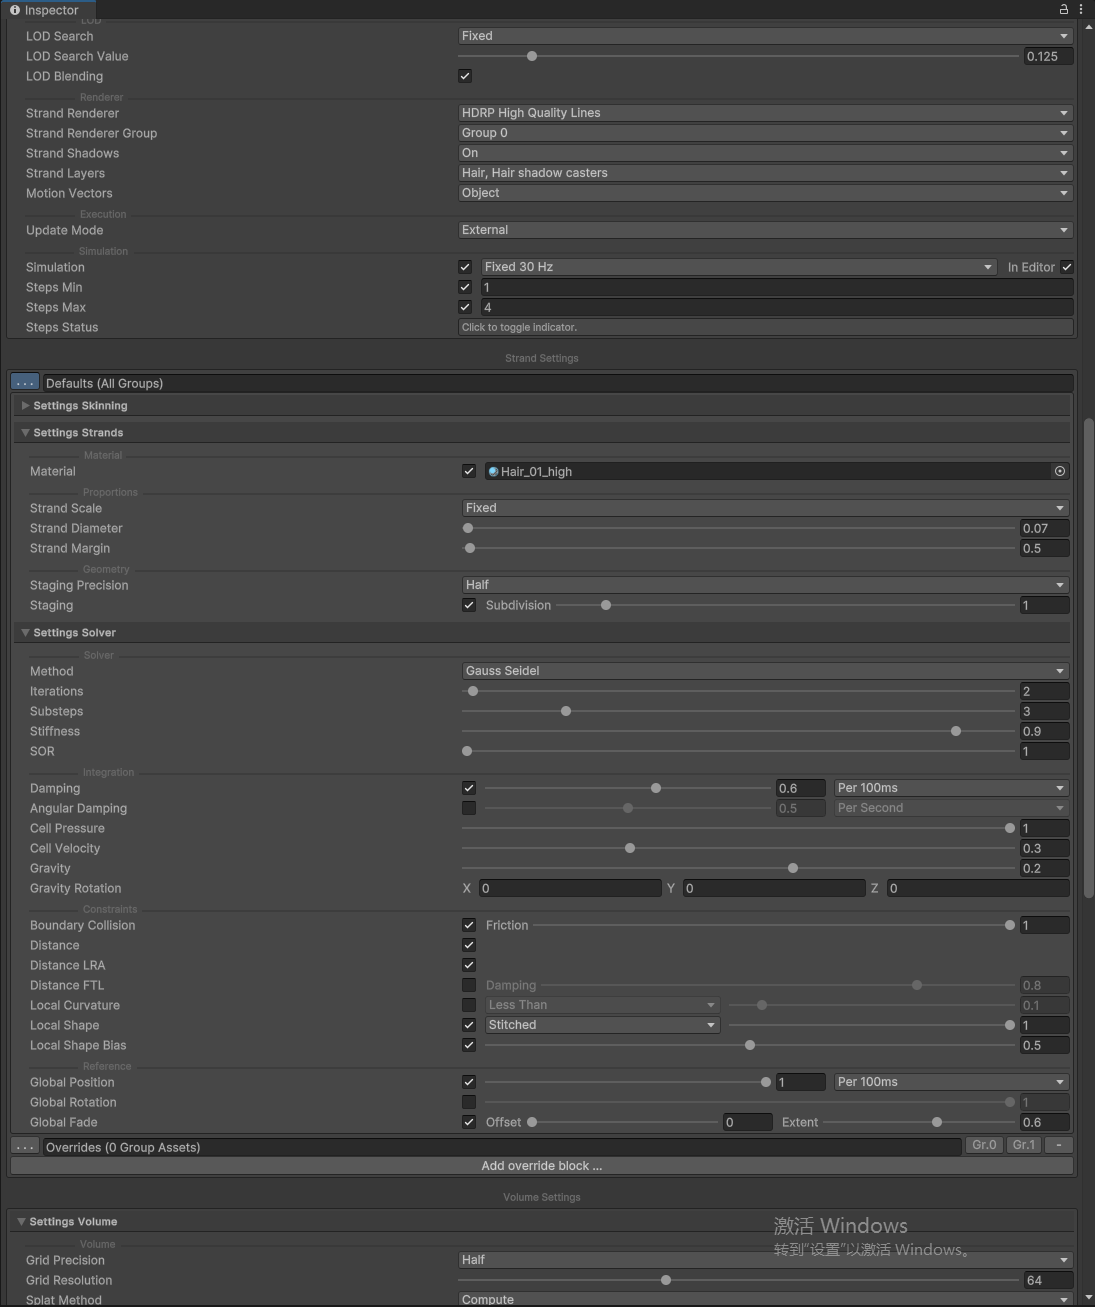 Inspector
LOD
LOD Search Fixed
LOD Search Value 0.125
LOD Blending
Renderer
Strand Renderer HDRP High Quality Lines
Strand Renderer Group Group 0
Strand Shadows On
Strand Layers Hair, Hair shadow casters
Motion Vectors Object
Execution
Update Mode External
Simulation
Simulation Fixed 30 Hz In Editor
Steps Min 1
Steps Max 4
Steps Status Click to toggle indicator.
Strand Settings
... Defaults (All Groups)
Settings Skinning
Settings Strands
Material
Material Hair_01_high
Proportions
Strand Scale Fixed
Strand Diameter 0.07
Strand Margin 0.5
Geometry
Staging Precision Half
Staging Subdivision 1
Settings Solver
Solver
Method Gauss Seidel
Iterations 2
Substeps 3
Stiffness 0.9
SOR 1
Integration
Damping 0.6 Per 100ms
Angular Damping 0.5 Per Second
Cell Pressure 1
Cell Velocity 0.3
Gravity 0.2
Gravity Rotation X 0 Y 0 Z 0
Constraints
Boundary Collision Friction 1
Distance
Distance LRA
Distance FTL Damping 0.8
Local Curvature Less Than 0.1
Local Shape Stitched 1
Local Shape Bias 0.5
Reference
Global Position 1 Per 100ms
Global Rotation 1
Global Fade Offset 0 Extent 0.6
... Overrides (0 Group Assets) Gr.0 Gr.1 -
Add override block ...
Volume Settings
Settings Volume
激活 Windows
Volume
转到"设置"以激活 Windows。
Grid Precision Half
Grid Resolution 64
Splat Method Compute